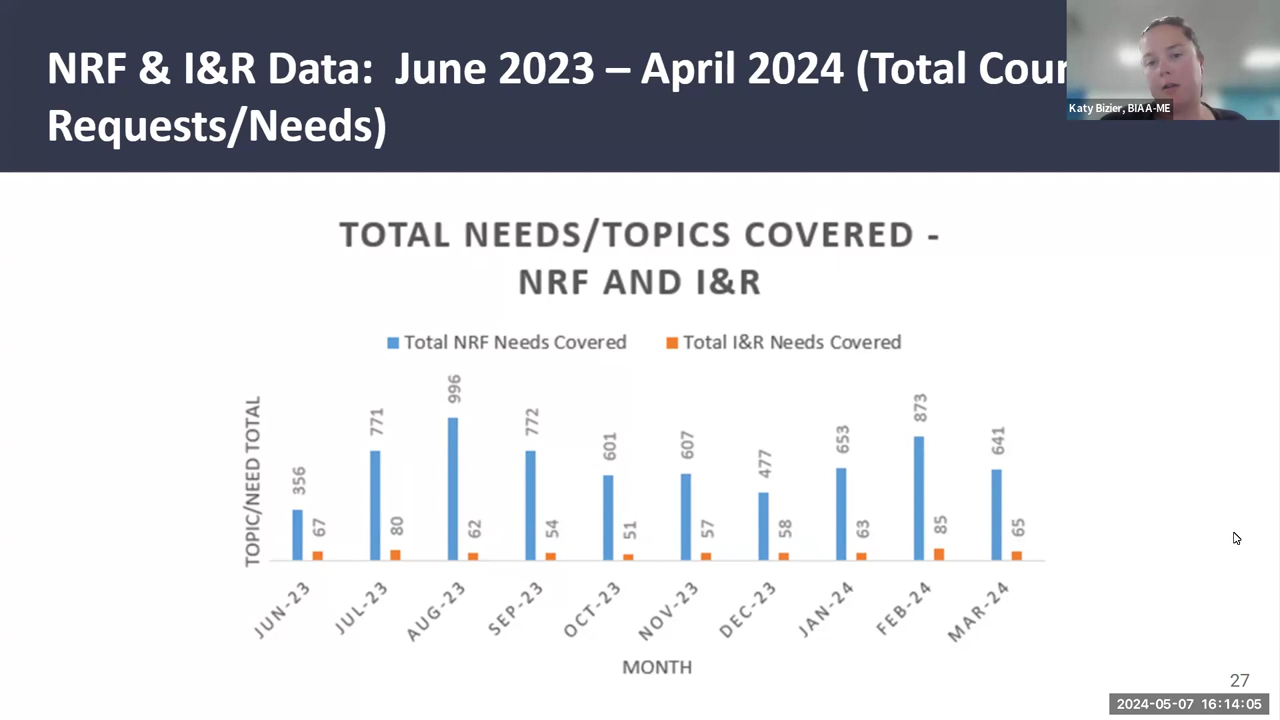 NRF & I&R Data:  June 2023 – April 2024 (Total Coun
Requests/Needs)
Katy Bizier, BIAA-ME
TOTAL NEEDS/TOPICS COVERED -
NRF AND I&R
Total NRF Needs Covered
Total I&R Needs Covered
TOPIC/NEED TOTAL
356
67
771
80
996
62
772
54
601
51
607
57
477
58
653
63
873
85
641
65
JUN-23
JUL-23
AUG-23
SEP-23
OCT-23
NOV-23
DEC-23
JAN-24
FEB-24
MAR-24
MONTH
27
2024-05-07 16:14:05